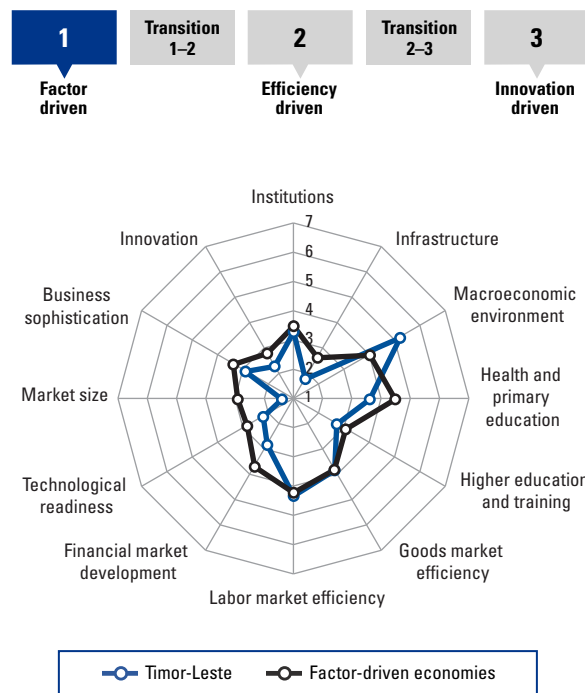 1
Transition
1–2
2
Transition
2–3
3
Factor
driven
Efficiency
driven
Innovation
driven
Institutions
7
Innovation
6
Infrastructure
5
Business
sophistication
4
Macroeconomic
environment
3
2
Market size
1
Health and
primary
education
Technological
readiness
Higher education
and training
Financial market
development
Goods market
efficiency
Labor market efficiency
Timor-Leste
Factor-driven economies